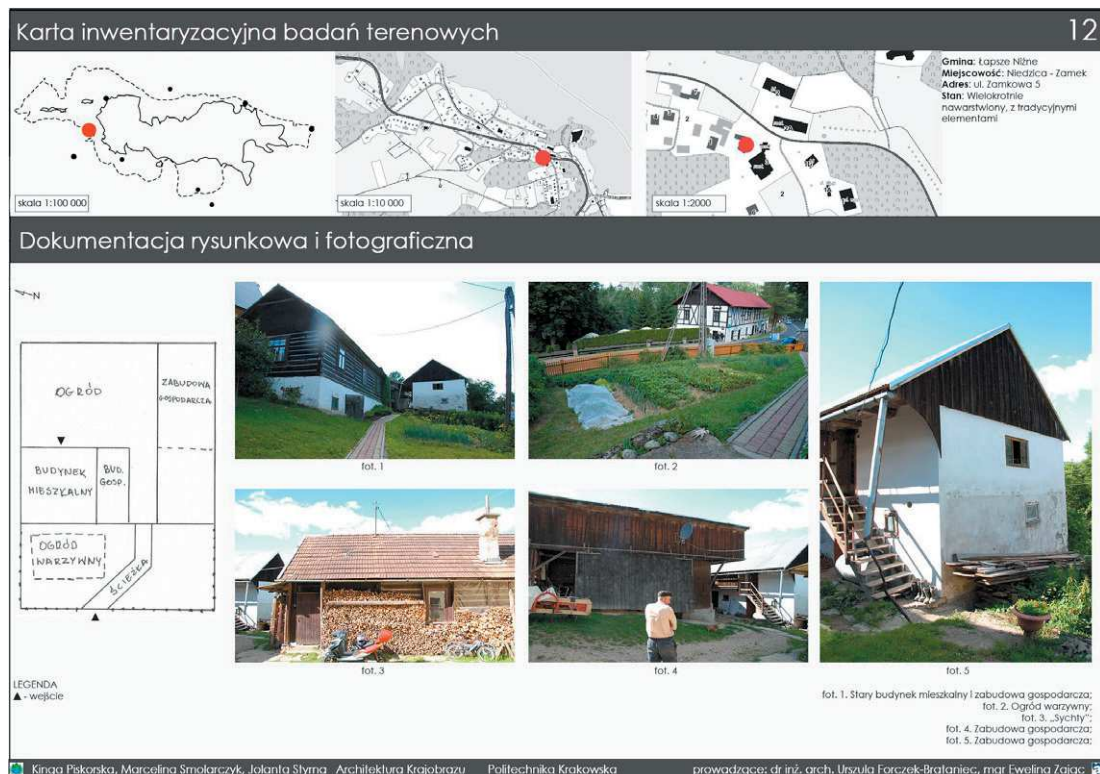 Karta inwentaryzacyjna badań terenowych 12
Gmina: Łapsze Niżne
Miejscowość: Niedzica - Zamek
Adres: ul. Zamkowa 5
Stan: Wielokrotnie
nawarstwiony, z tradycyjnymi
elementami
skala 1:100 000
skala 1:10 000
skala 1:2000
Dokumentacja rysunkowa i fotograficzna
N
OGRÓD
ZABUDOWA
GOSPODARCZA
BUDYNEK
MIESZKALNY
BUD.
GOSP.
OGRÓD
WARZYWNY
ŚCIEŻKA
fot. 1
fot. 2
fot. 3
fot. 4
fot. 5
LEGENDA
▲ - wejście
fot. 1. Stary budynek mieszkalny i zabudowa gospodarcza;
fot. 2. Ogród warzywny;
fot. 3. „Sychty";
fot. 4. Zabudowa gospodarcza;
fot. 5. Zabudowa gospodarcza;
Kinga Piskorska, Marcelina Smolarczyk, Jolanta Styrna Architektura Krajobrazu Politechnika Krakowska prowadzące: dr inż. arch. Urszula Forczek-Brataniec, mgr Ewelina Zając